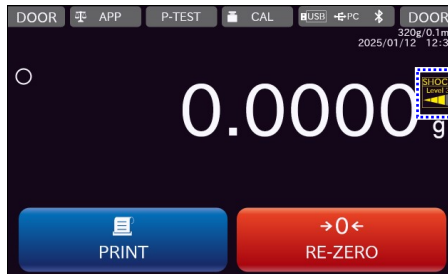 DOOR APP P-TEST CAL USB PC DOOR
320g/0.1m
2025/01/12 12:3
SHOC
Level 3
0.0000 g
PRINT
→0← RE-ZERO